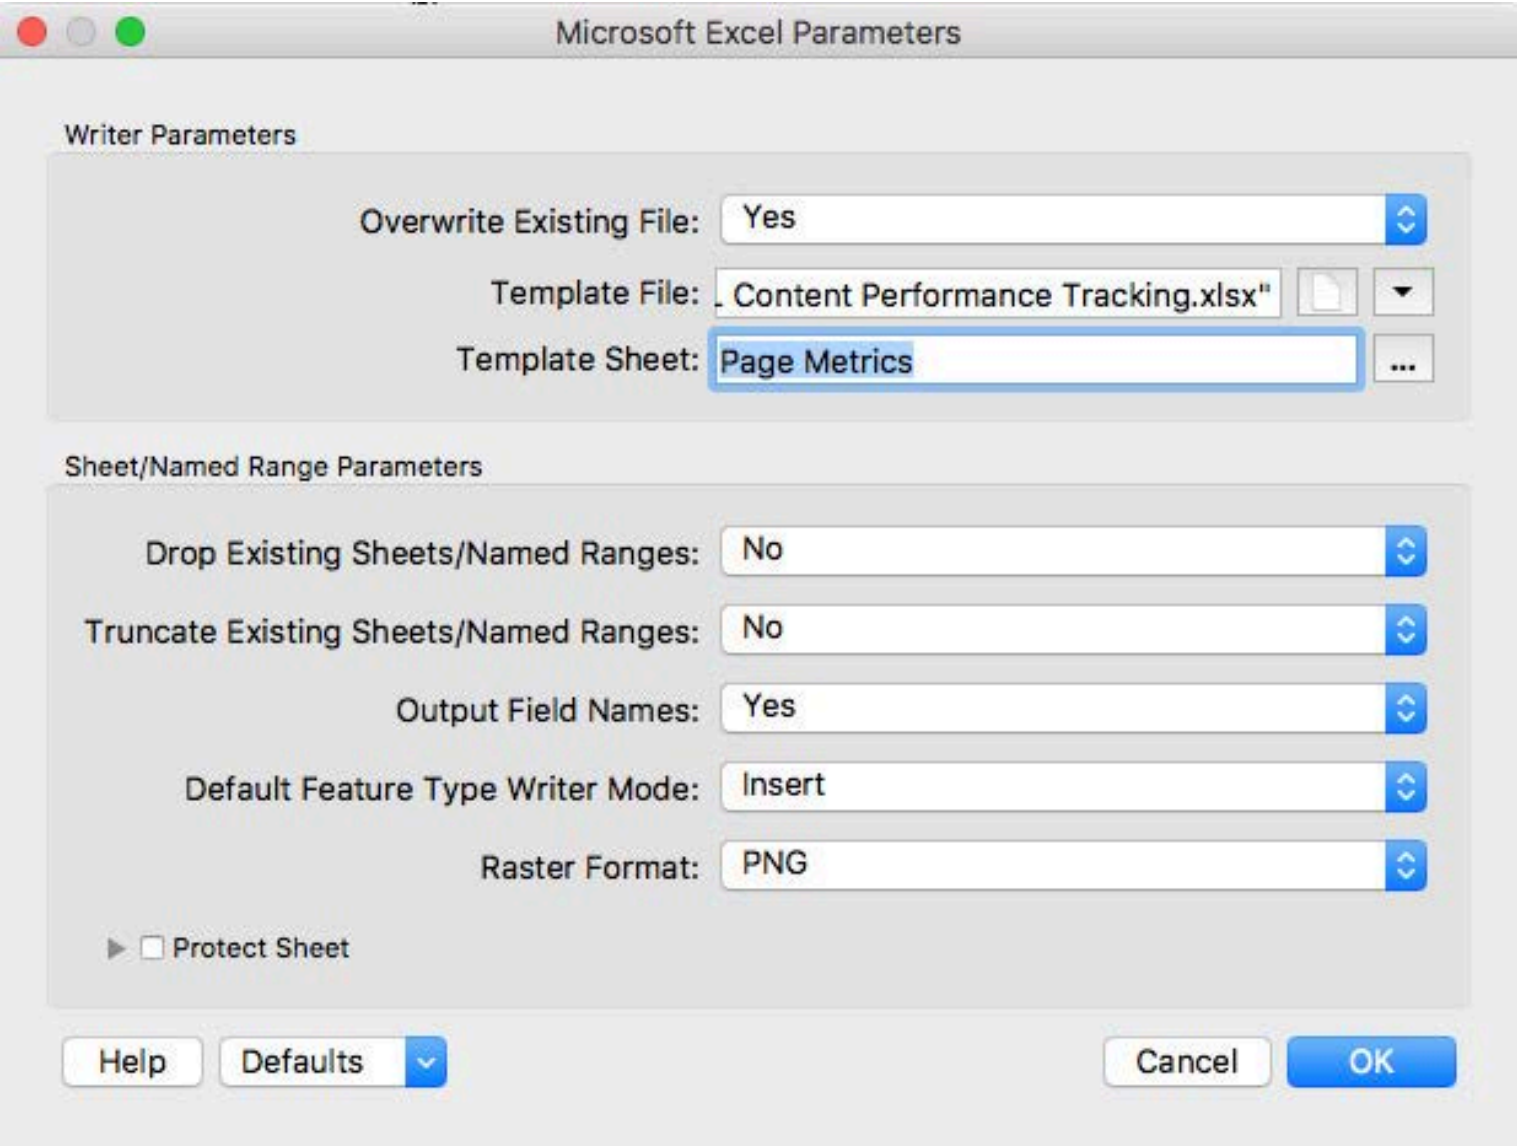 Microsoft Excel Parameters
Writer Parameters
Overwrite Existing File: Yes
Template File: Content Performance Tracking.xlsx"
Template Sheet: Page Metrics ...
Sheet/Named Range Parameters
Drop Existing Sheets/Named Ranges: No
Truncate Existing Sheets/Named Ranges: No
Output Field Names: Yes
Default Feature Type Writer Mode: Insert
Raster Format: PNG
Protect Sheet
Help Defaults Cancel OK